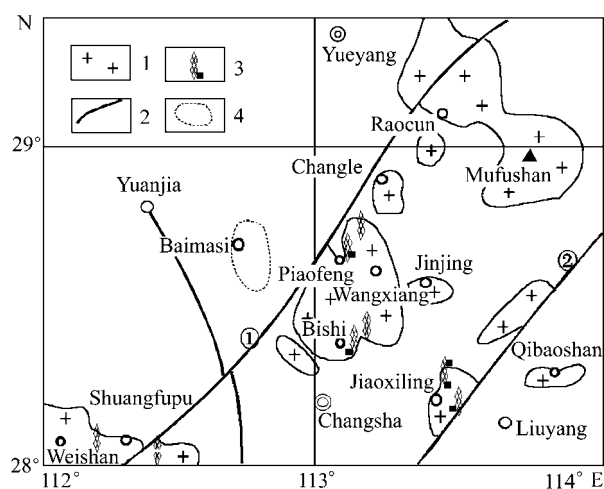 N
Yueyang
1
3
2
4
Raocun
29°
Changle
Mufushan
Yuanjia
Baimasi
②
Piaofeng
Jinjing
Wangxiang
①
Bishi
Qibaoshan
Jiaoxiling
Shuangfupu
Changsha
Liuyang
Weishan
28°
112° 113° 114° E